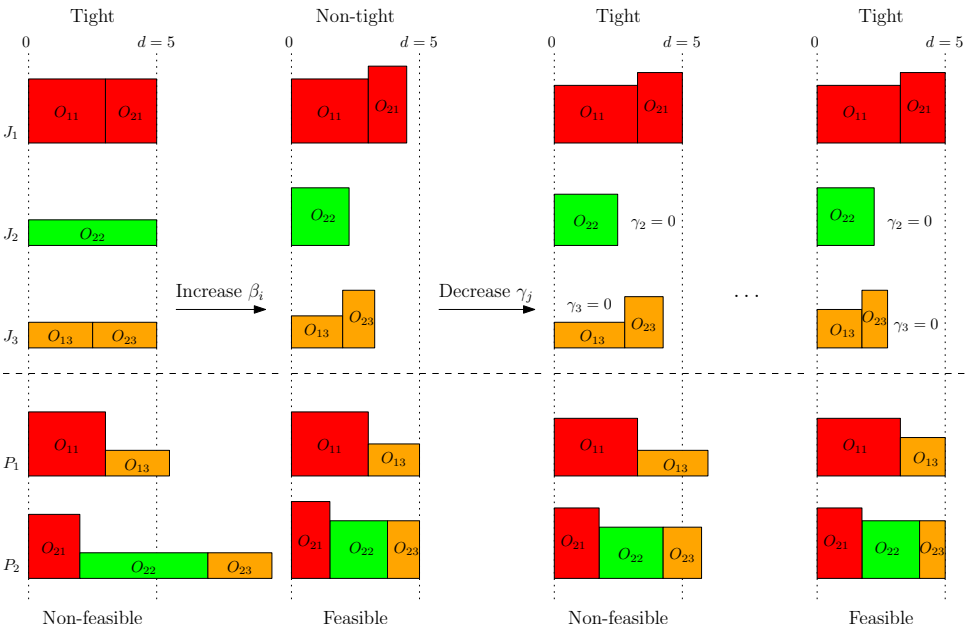 Tight Non-tight Tight Tight
0 d = 5 0 d = 5 0 d = 5 0 d = 5
J₁ O₁₁ O₂₁ O₁₁ O₂₁ O₁₁ O₂₁ O₁₁ O₂₁
J₂ O₂₂ O₂₂ O₂₂ γ₂ = 0 O₂₂ γ₂ = 0
Increase βᵢ Decrease γⱼ γ₃ = 0 ...
J₃ O₁₃ O₂₃ O₁₃ O₂₃ O₁₃ O₂₃ O₁₃ O₂₃ γ₃ = 0
P₁ O₁₁ O₁₃ O₁₁ O₁₃ O₁₁ O₁₃ O₁₁ O₁₃
P₂ O₂₁ O₂₂ O₂₃ O₂₁ O₂₂ O₂₃ O₂₁ O₂₂ O₂₃ O₂₁ O₂₂ O₂₃
Non-feasible Feasible Non-feasible Feasible